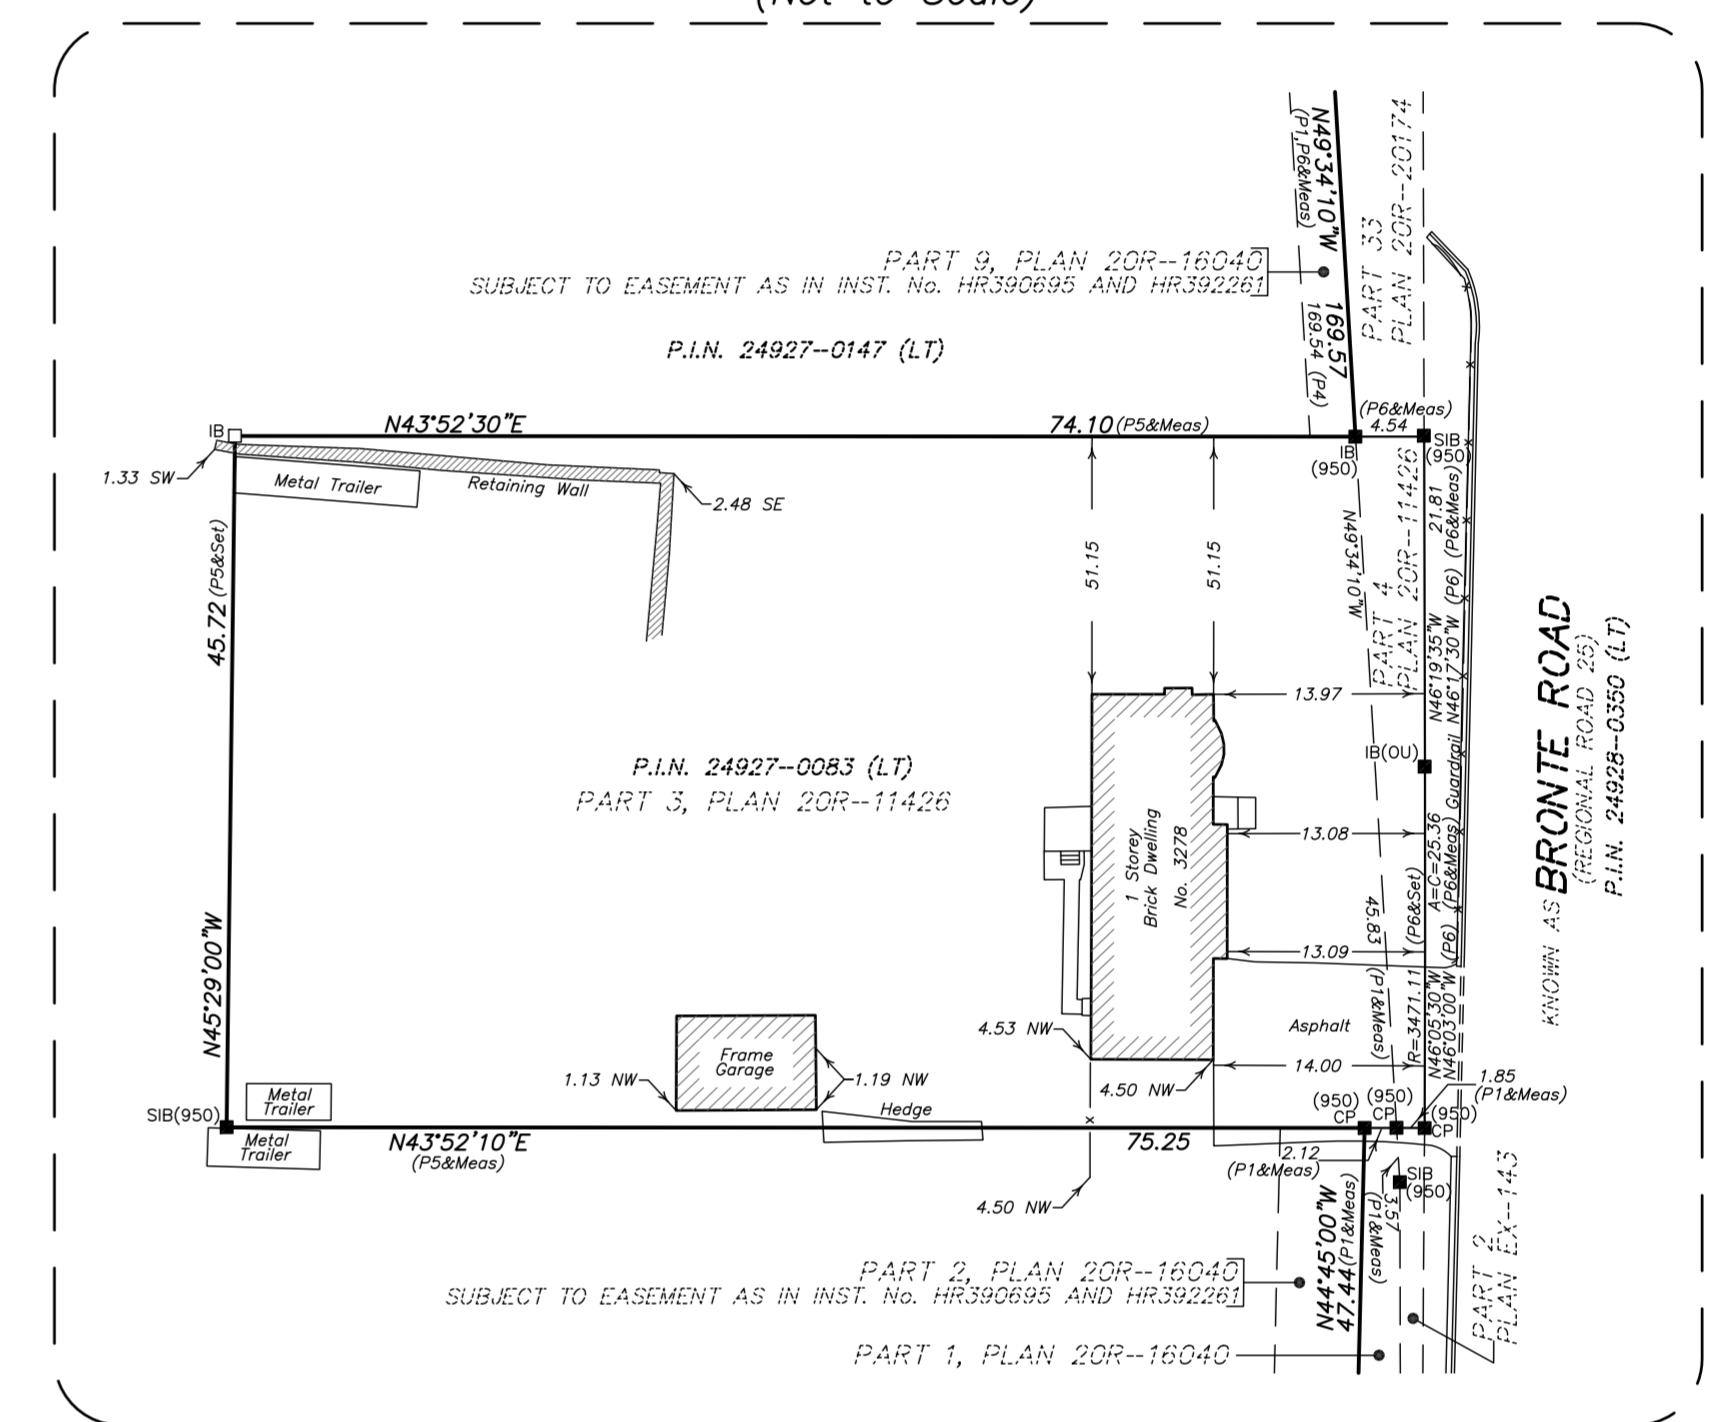 (Not to Scale)
N49°34'10"W
(P1,P6&Meas)
PART 33
PLAN 20R--20174
PART 9, PLAN 20R--16040
SUBJECT TO EASEMENT AS IN INST. No. HR390695 AND HR392261
169.57
169.54 (P4)
P.I.N. 24927--0147 (LT)
IB
N43°52'30"E
74.10 (P5&Meas)
(P6&Meas)
4.54
IB
(950)
SIB
(950)
1.33 SW
Metal Trailer
Retaining Wall
2.48 SE
45.72 (P5&Set)
51.15
51.15
N49°34'10"W
PART 4
PLAN 20R--11426
21.81
(P6&Meas)
N46°19'35"W
N46°17'30"W (P6)
13.97
IB(OU)
Guardrail
KNOWN AS BRONTE ROAD
(REGIONAL ROAD 25)
P.I.N. 24928--0350 (LT)
P.I.N. 24927--0083 (LT)
PART 3, PLAN 20R--11426
1 Storey
Brick Dwelling
No. 3278
13.08
A=C=25.36
(P6&Meas)
R=3471.11
(P6&Set)
45.83
(P1&Meas)
13.09
N46°05'30"W
N46°03'00"W (P6)
N45°29'00"W
Asphalt
14.00
4.53 NW
4.50 NW
Frame
Garage
1.13 NW
1.19 NW
Hedge
SIB(950)
Metal
Trailer
Metal
Trailer
N43°52'10"E
(P5&Meas)
75.25
(950)
CP
(950)
CP
(950)
CP
1.85
(P1&Meas)
2.12
(P1&Meas)
SIB
(950)
3.57
(P1&Meas)
4.50 NW
N44°45'00"W
47.44 (P1&Meas)
PART 2
PLAN EX--143
PART 2, PLAN 20R--16040
SUBJECT TO EASEMENT AS IN INST. No. HR390695 AND HR392261
PART 1, PLAN 20R--16040